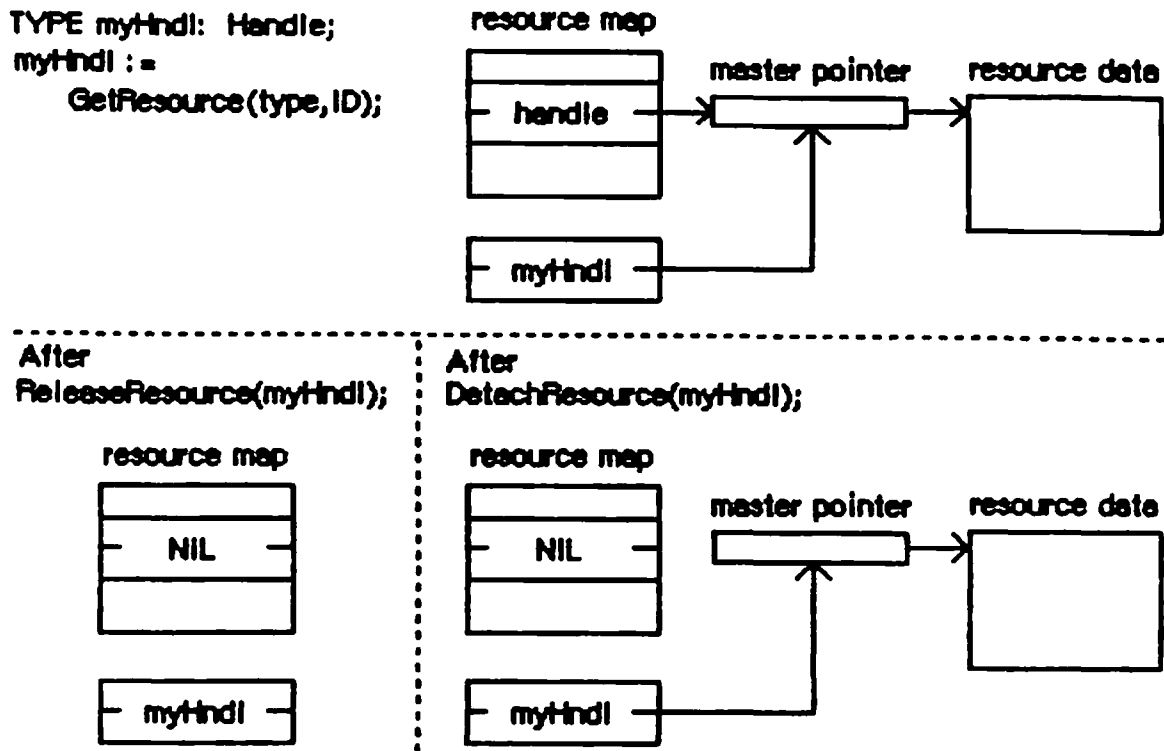 TYPE myHndl: Handle;
myHndl :=
GetResource(type,ID);
resource map
handle
master pointer
resource data
myHndl
After
ReleaseResource(myHndl);
resource map
NIL
myHndl
After
DetachResource(myHndl);
resource map
NIL
master pointer
resource data
myHndl